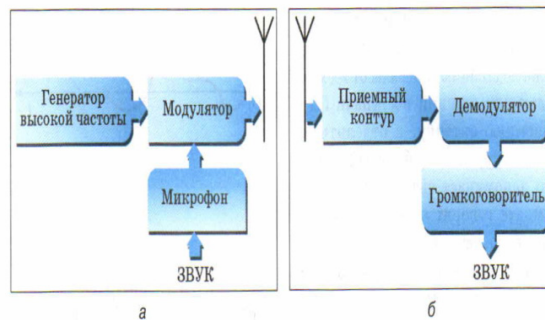 Генератор
высокой частоты
Модулятор
Микрофон
ЗВУК
а
Приемный
контур
Демодулятор
Громкоговоритель
ЗВУК
б